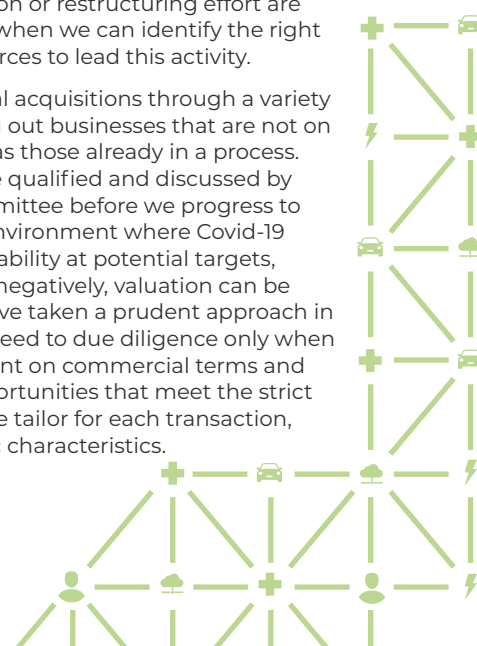 on or restructuring effort are
when we can identify the right
rces to lead this activity.
l acquisitions through a variety
g out businesses that are not on
as those already in a process.
e qualified and discussed by
mittee before we progress to
nvironment where Covid-19
ability at potential targets,
negatively, valuation can be
ve taken a prudent approach in
eed to due diligence only when
nt on commercial terms and
ortunities that meet the strict
e tailor for each transaction,
c characteristics.